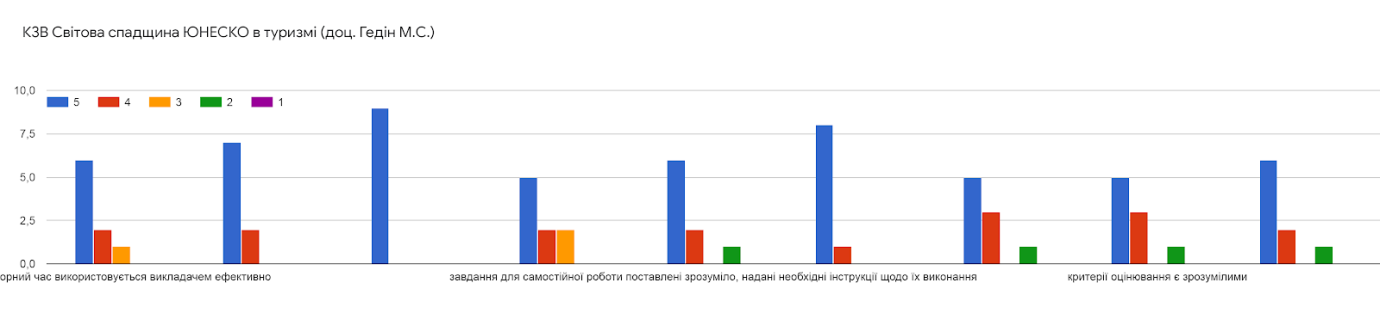 КЗВ Світова спадщина ЮНЕСКО в туризмі (доц. Гедін М.С.)
10,0
5 4 3 2 1
7,5
5,0
2,5
0,0
орний час використовується викладачем ефективно завдання для самостійної роботи поставлені зрозуміло, надані необхідні інструкції щодо їх виконання критерії оцінювання є зрозумілими